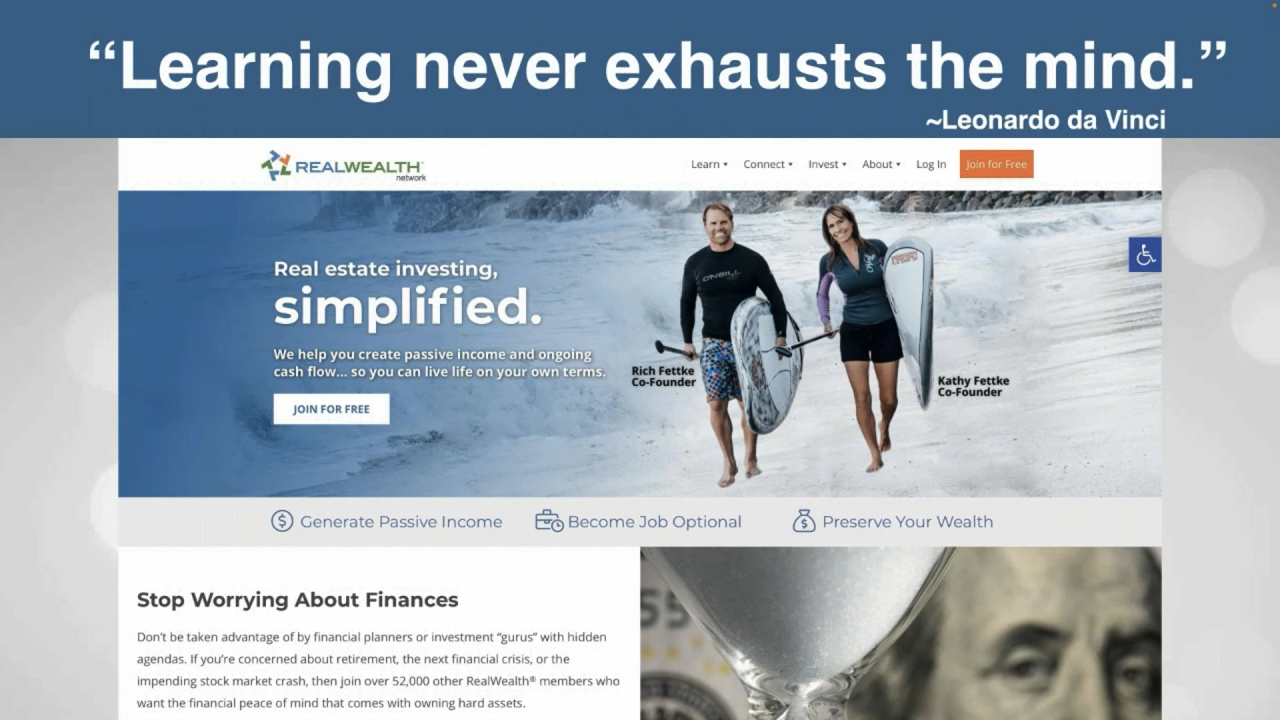 “Learning never exhausts the mind.”
~Leonardo da Vinci
REALWEALTH
network
Learn Connect Invest About Log In Join for Free
Real estate investing,
simplified.
We help you create passive income and ongoing
cash flow... so you can live life on your own terms.
JOIN FOR FREE
O'NEILL
Rich Fettke
Co-Founder
Kathy Fettke
Co-Founder
Generate Passive Income Become Job Optional Preserve Your Wealth
Stop Worrying About Finances
Don't be taken advantage of by financial planners or investment “gurus” with hidden
agendas. If you're concerned about retirement, the next financial crisis, or the
impending stock market crash, then join over 52,000 other RealWealth® members who
want the financial peace of mind that comes with owning hard assets.